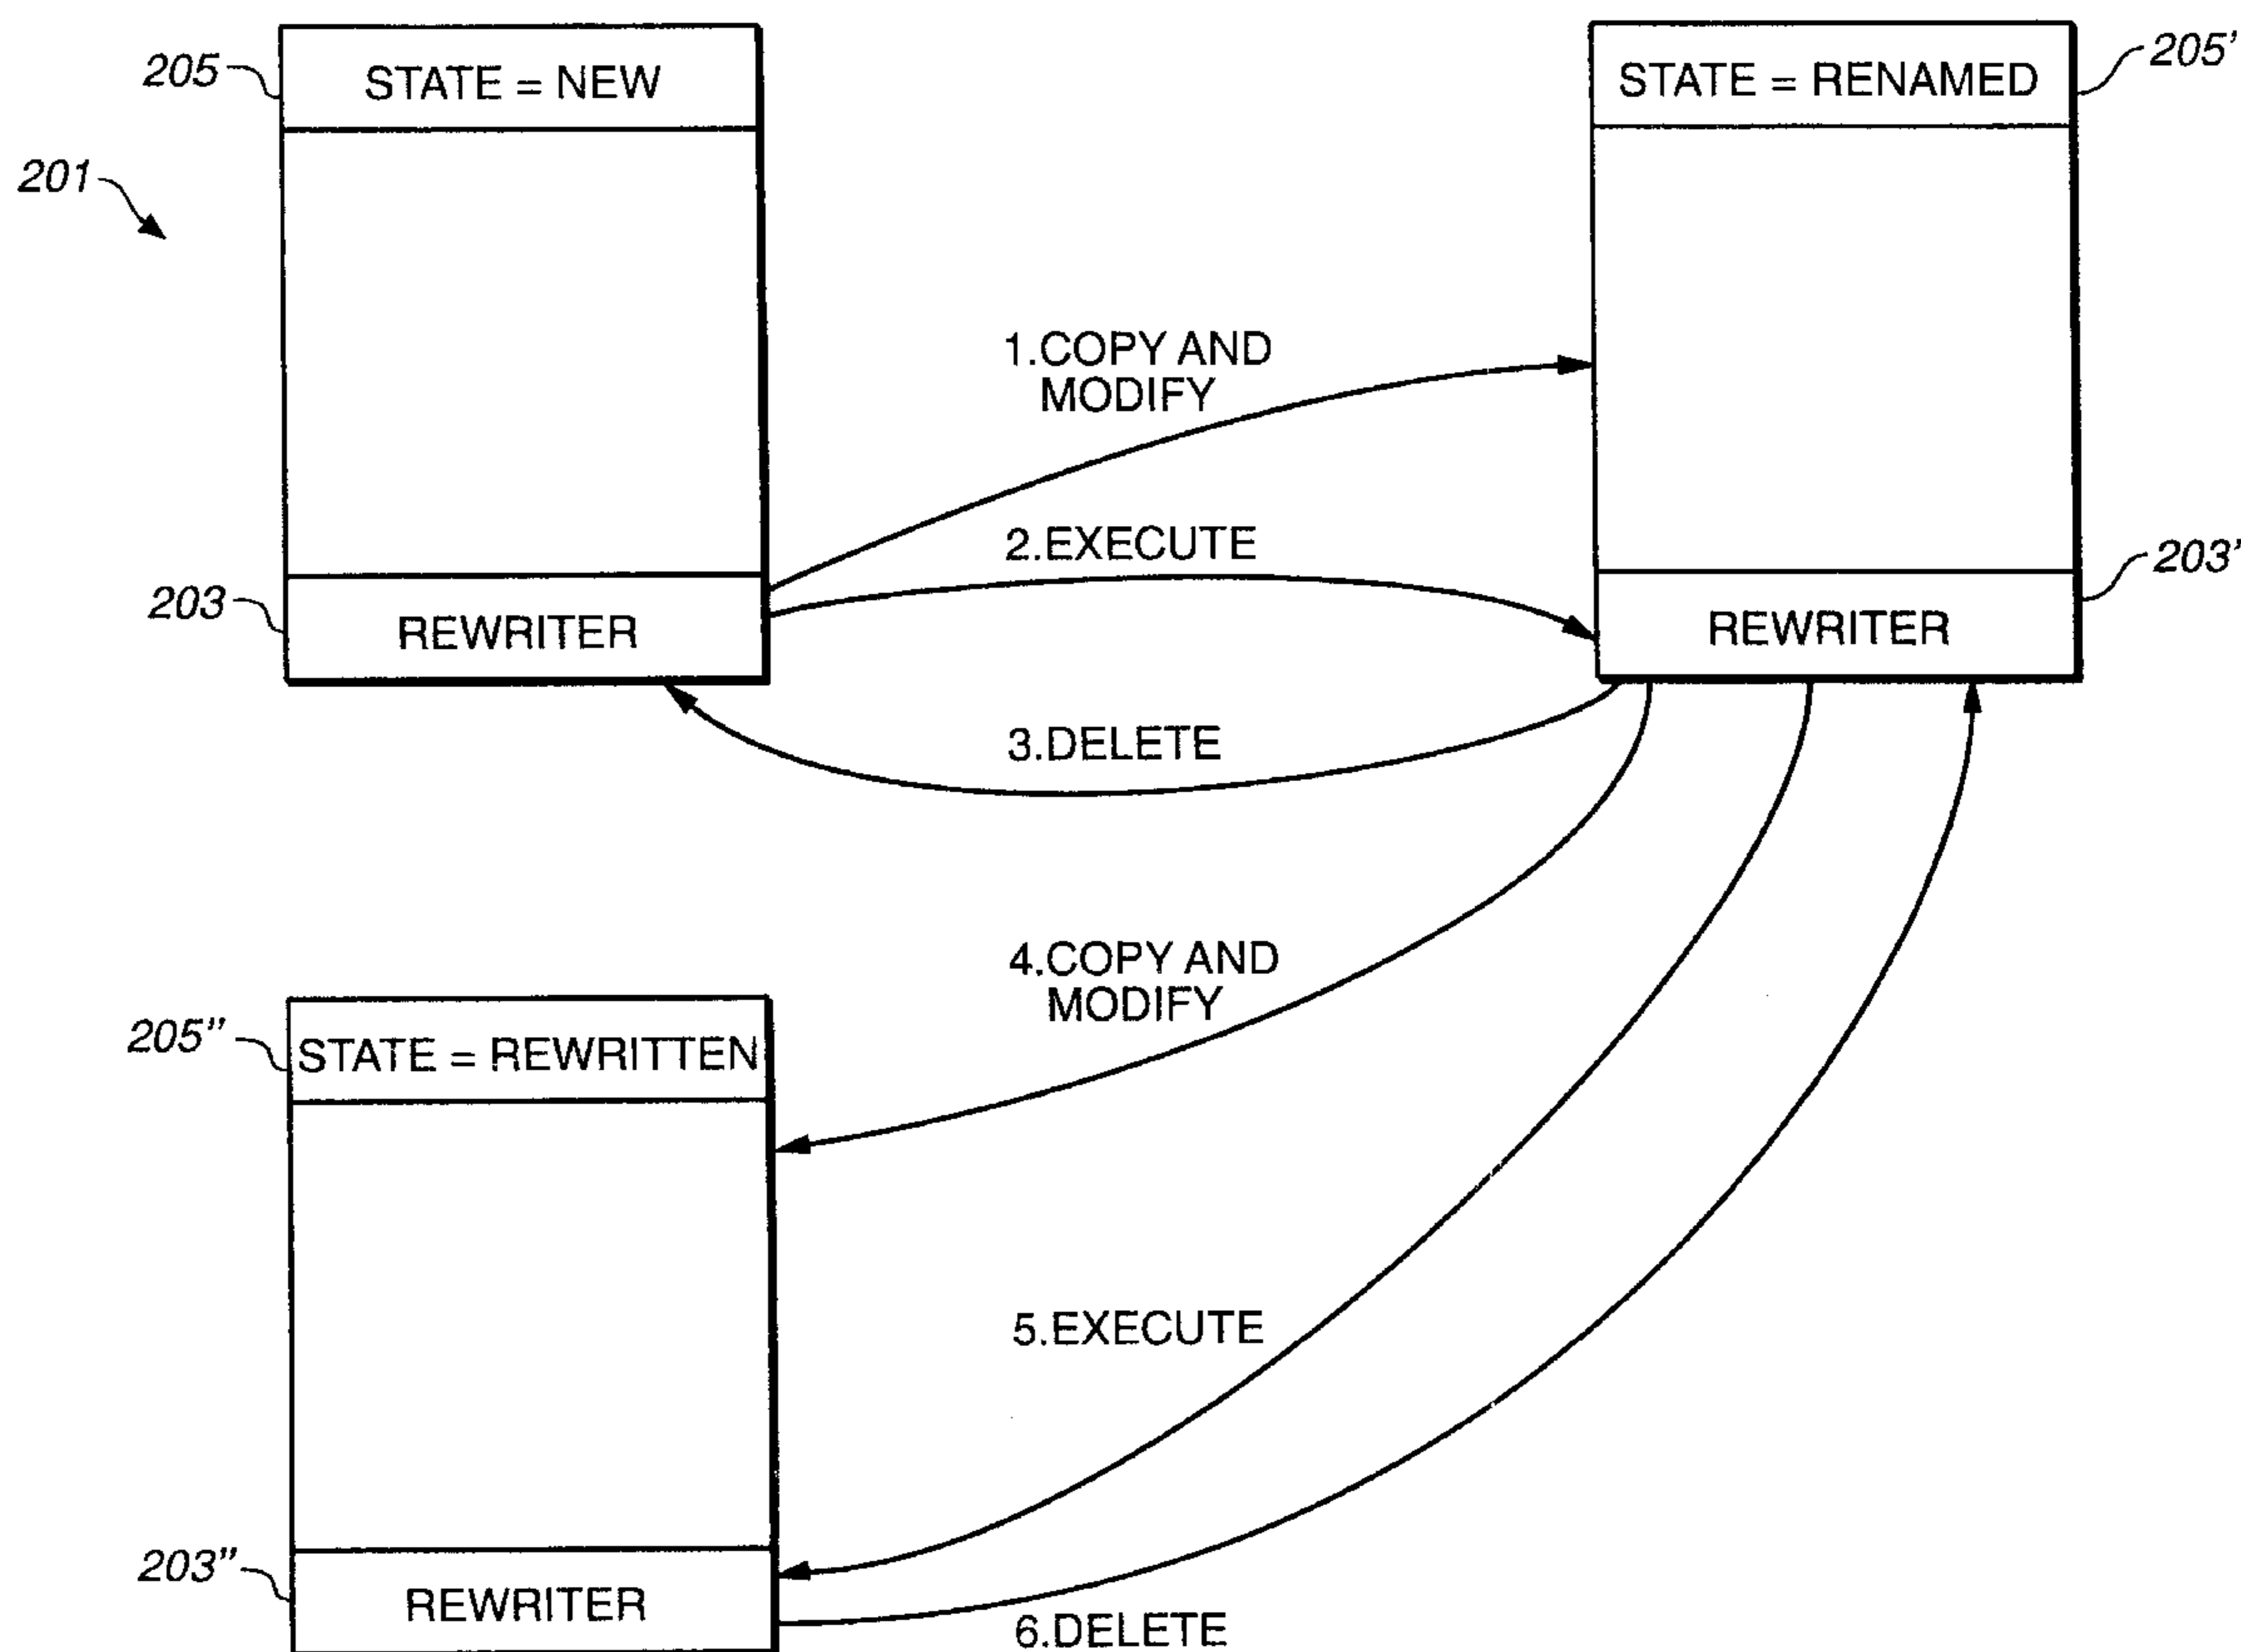 205
STATE = NEW
STATE = RENAMED
205'
201
1.COPY AND
MODIFY
2.EXECUTE
203'
203
REWRITER
REWRITER
3.DELETE
4.COPY AND
MODIFY
205"
STATE = REWRITTEN
5.EXECUTE
203"
REWRITER
6.DELETE